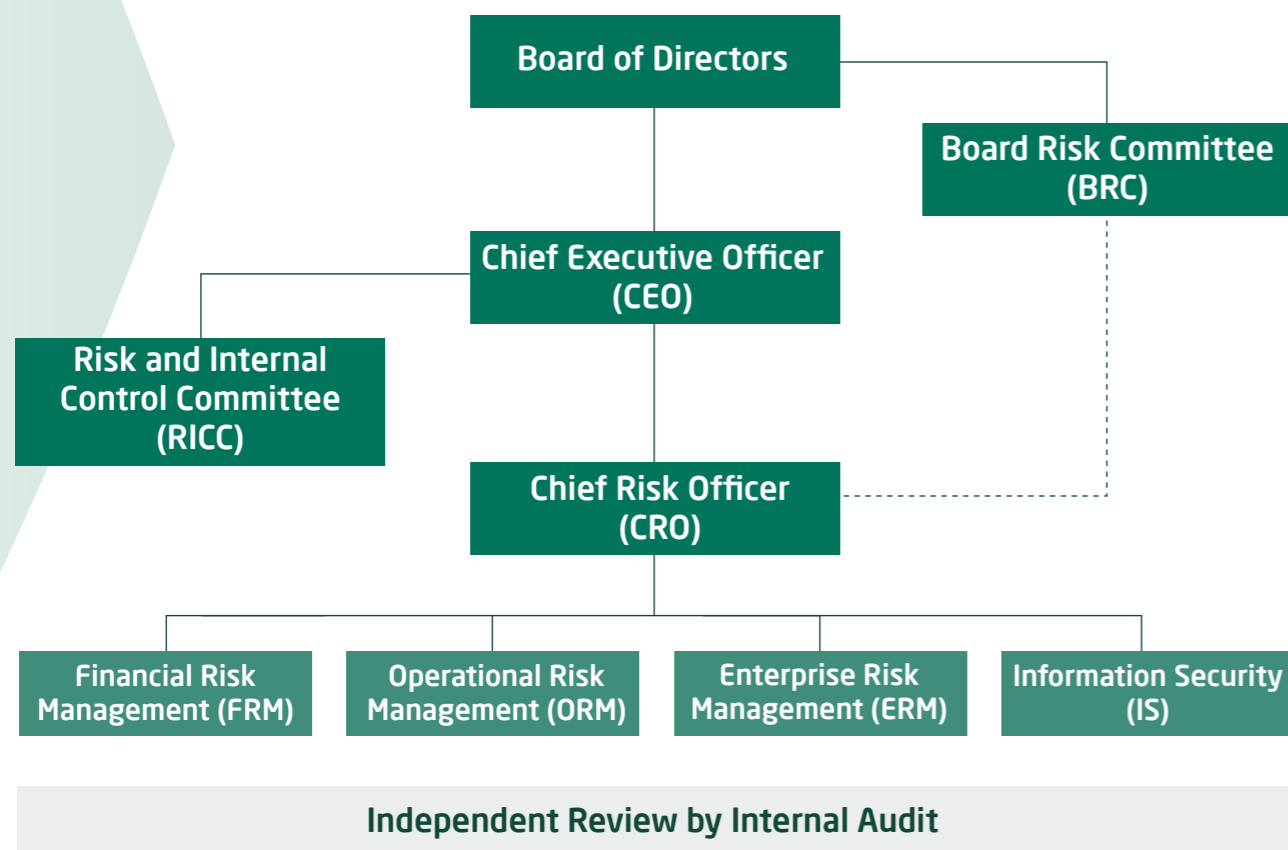 Board of Directors
Board Risk Committee
(BRC)
Chief Executive Officer
(CEO)
Risk and Internal
Control Committee
(RICC)
Chief Risk Officer
(CRO)
Financial Risk
Management (FRM)
Operational Risk
Management (ORM)
Enterprise Risk
Management (ERM)
Information Security
(IS)
Independent Review by Internal Audit